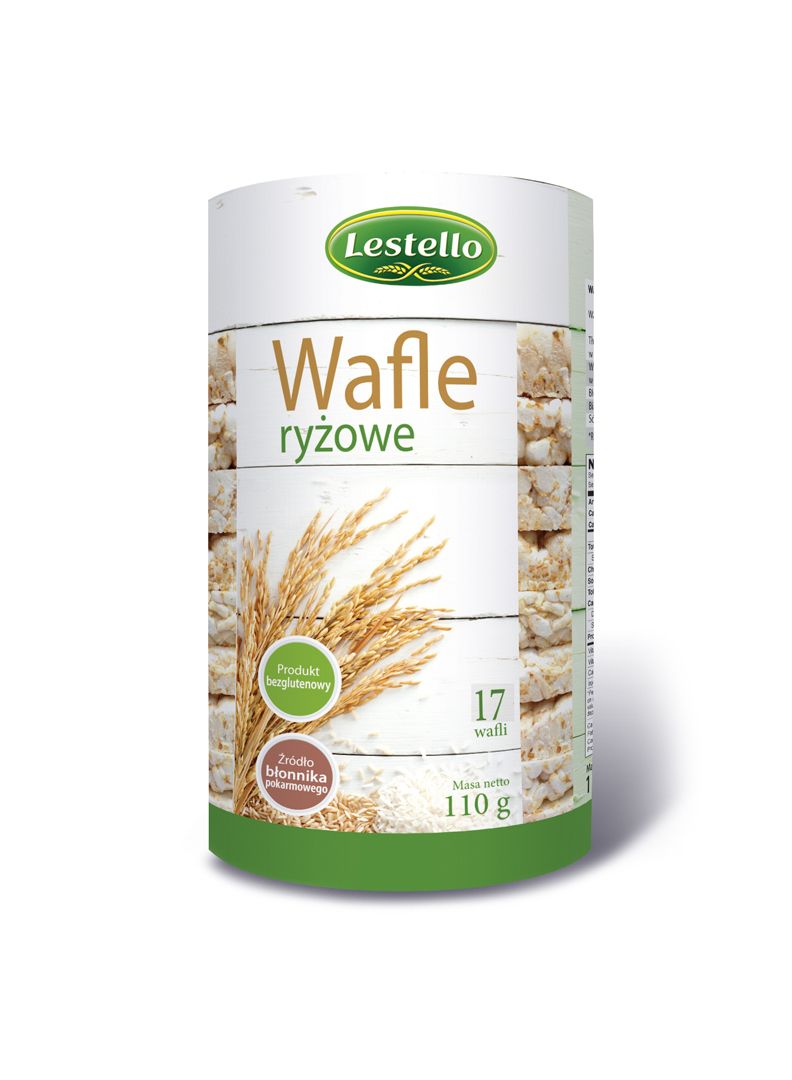 Lestello
Wafle
ryżowe
Produkt
bezglutenowy
17
wafli
Źródło
błonnika
pokarmowego
Masa netto
110 g